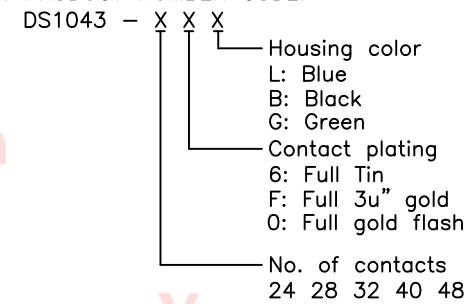 DS1043 - X X X
Housing color
L: Blue
B: Black
G: Green
Contact plating
6: Full Tin
F: Full 3u" gold
0: Full gold flash
No. of contacts
24 28 32 40 48